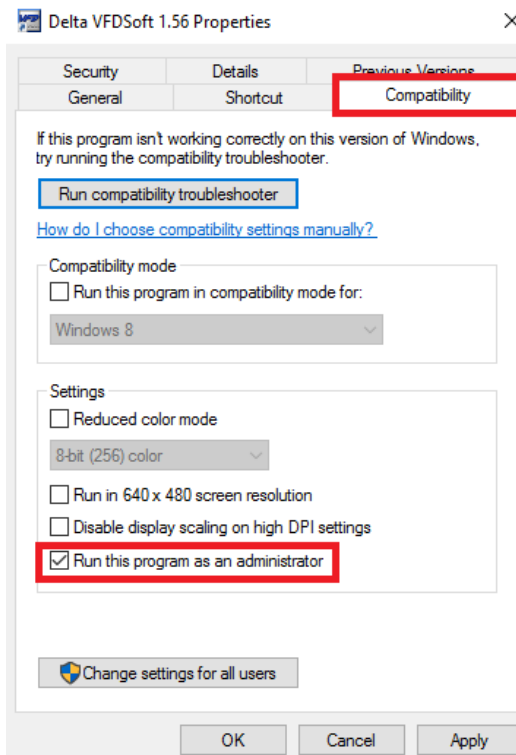 Delta VFDSoft 1.56 Properties
Security Details Previous Versions
General Shortcut Compatibility
If this program isn't working correctly on this version of Windows,
try running the compatibility troubleshooter.
Run compatibility troubleshooter
How do I choose compatibility settings manually?
Compatibility mode
Run this program in compatibility mode for:
Windows 8
Settings
Reduced color mode
8-bit (256) color
Run in 640 x 480 screen resolution
Disable display scaling on high DPI settings
Run this program as an administrator
Change settings for all users
OK Cancel Apply